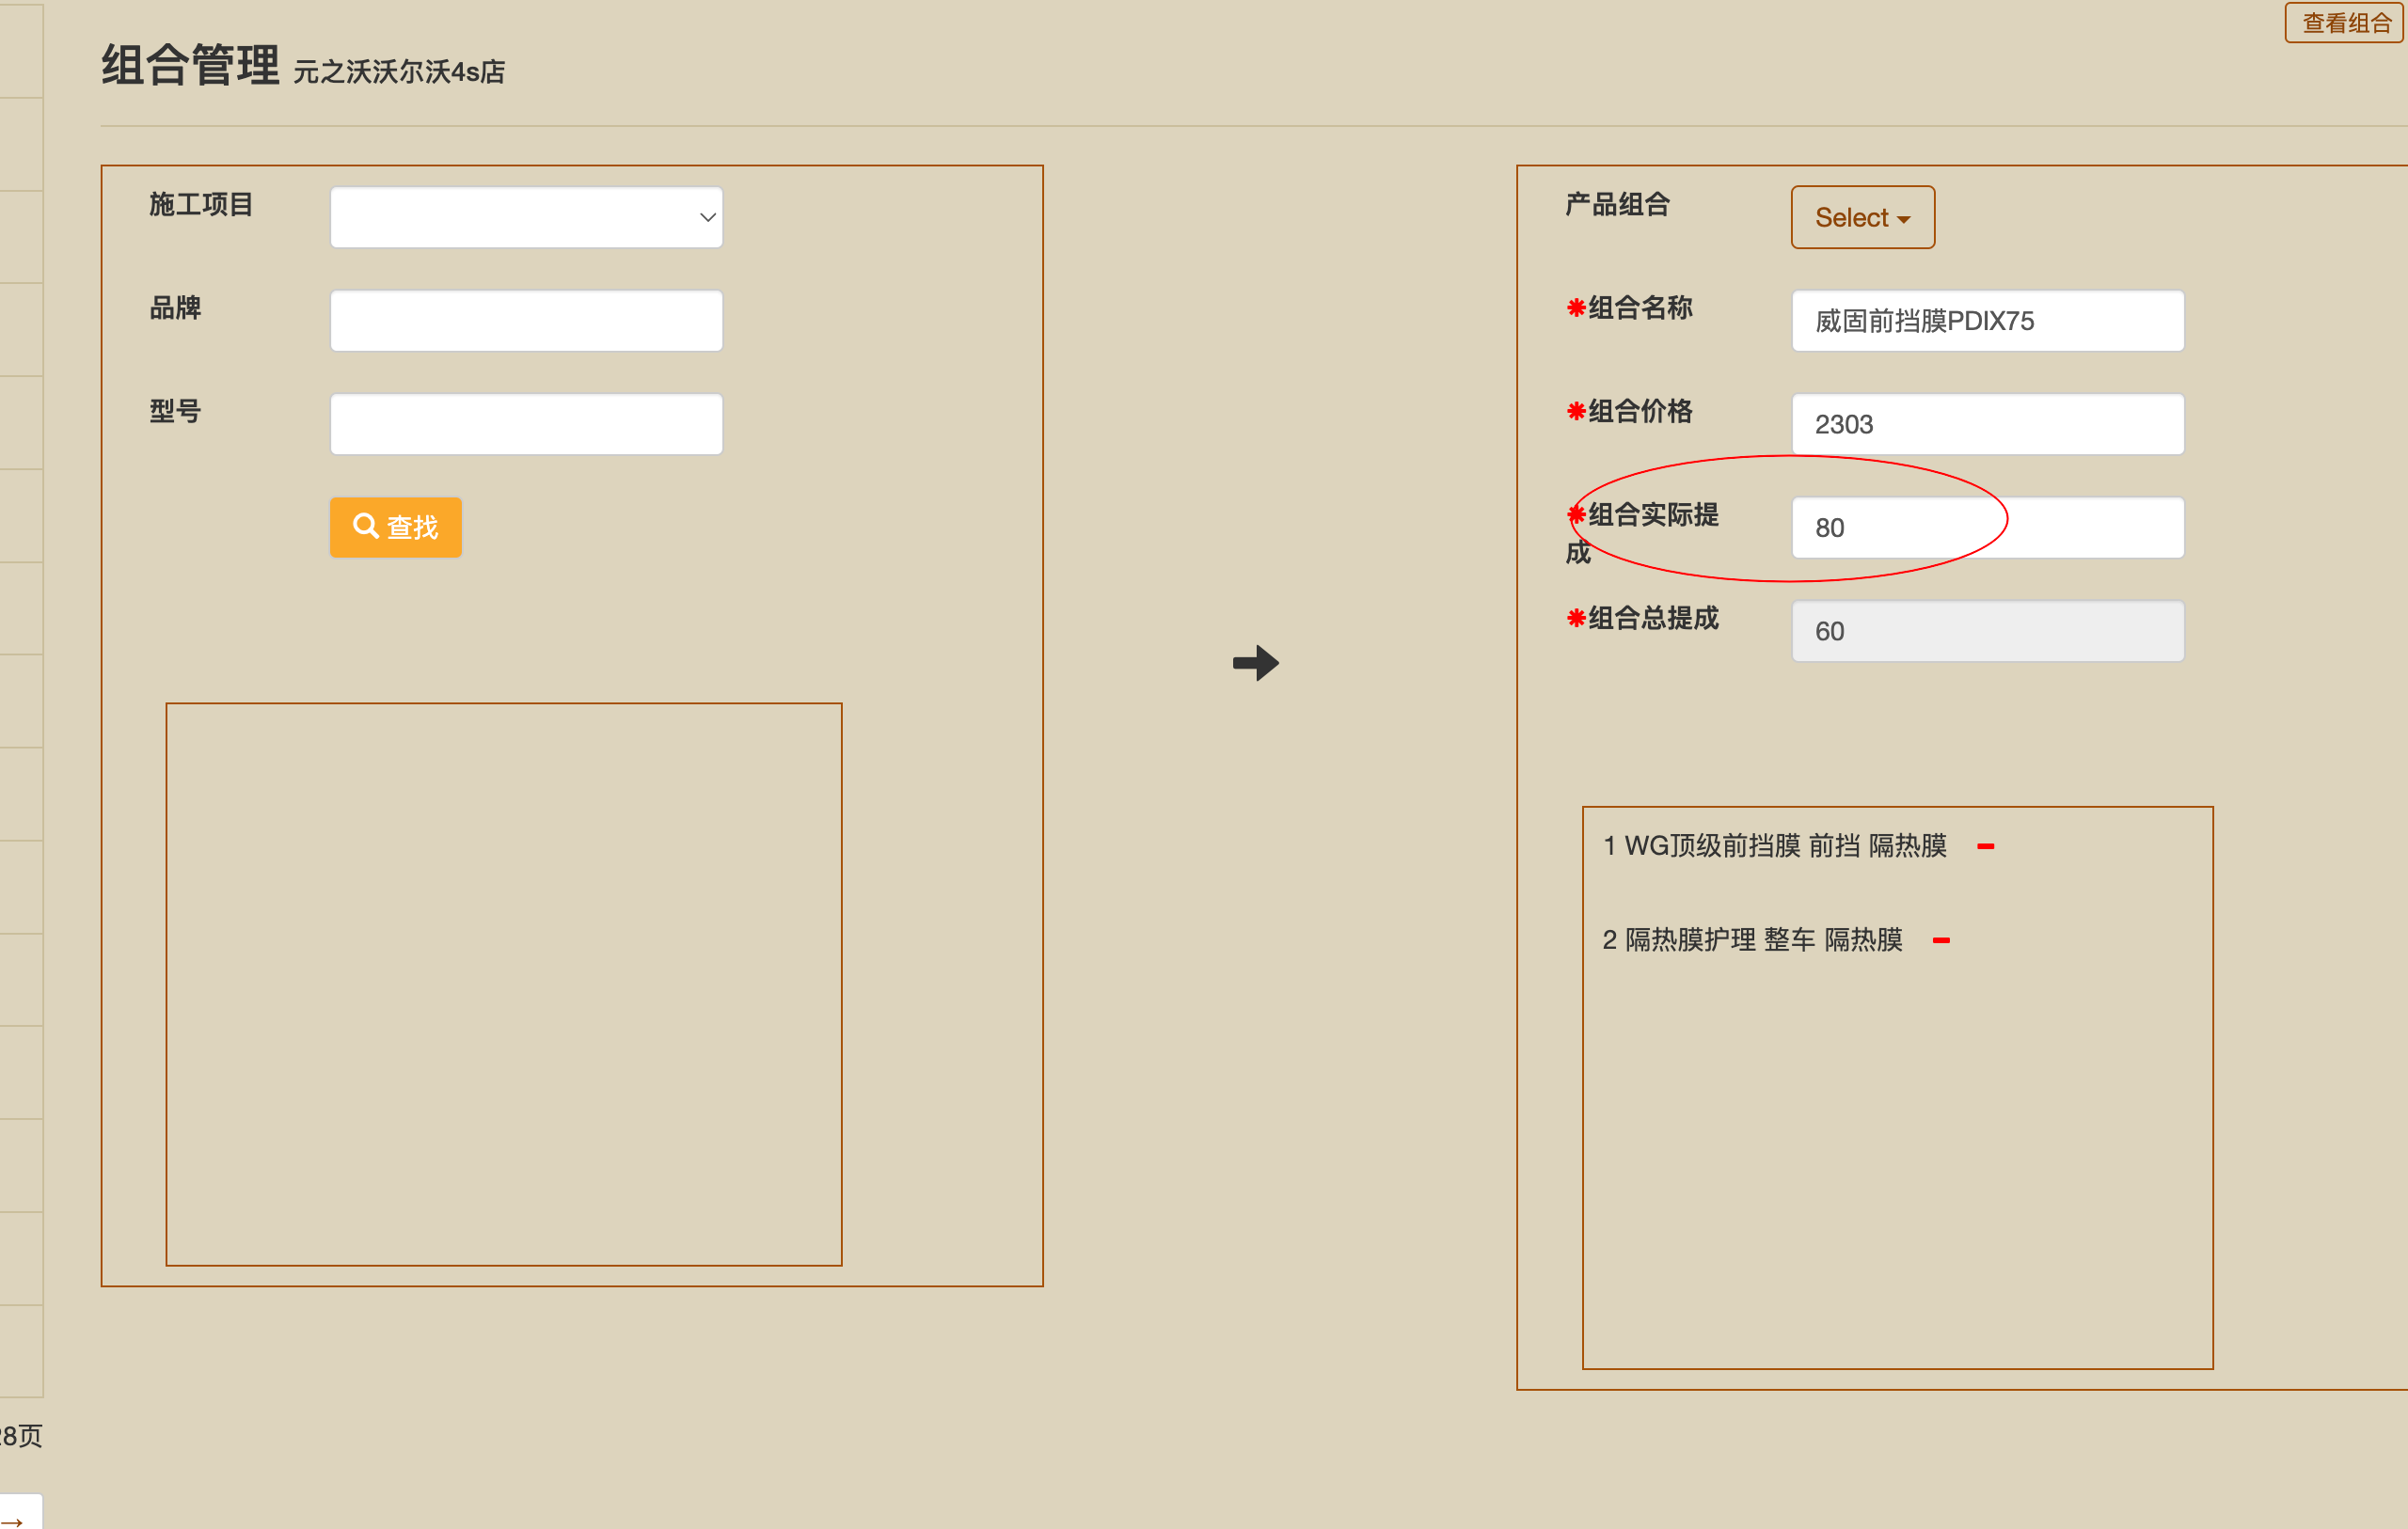 查看组合
组合管理 元之沃沃尔沃4s店
施工项目
品牌
型号
查找
产品组合 Select
✱组合名称 威固前挡膜PDIX75
✱组合价格 2303
✱组合实际提
成
80
✱组合总提成 60
1 WG顶级前挡膜 前挡 隔热膜
2 隔热膜护理 整车 隔热膜
8页
→